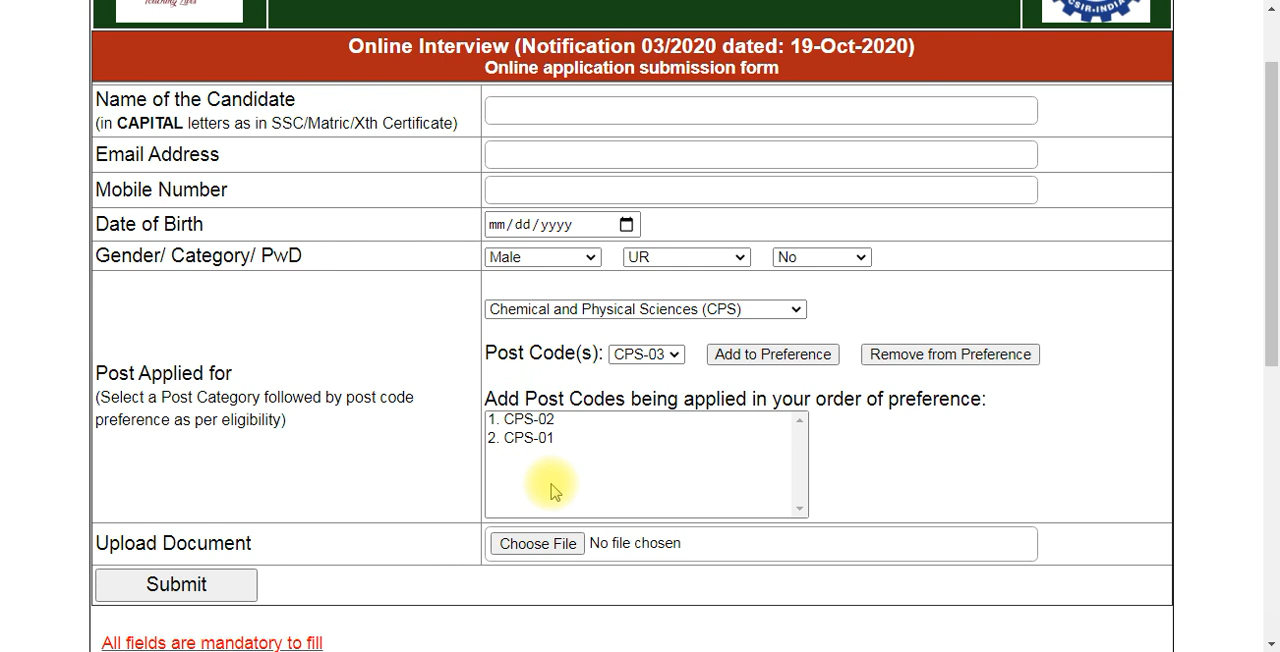 Touching Lives
CSIR-INDIA
Online Interview (Notification 03/2020 dated: 19-Oct-2020)
Online application submission form
Name of the Candidate
(in CAPITAL letters as in SSC/Matric/Xth Certificate)
Email Address
Mobile Number
Date of Birth
mm/dd/yyyy
Gender/ Category/ PwD
Male UR No
Chemical and Physical Sciences (CPS)
Post Code(s): CPS-03 Add to Preference Remove from Preference
Post Applied for
(Select a Post Category followed by post code
preference as per eligibility)
Add Post Codes being applied in your order of preference:
1. CPS-02
2. CPS-01
Upload Document
Choose File No file chosen
Submit
All fields are mandatory to fill